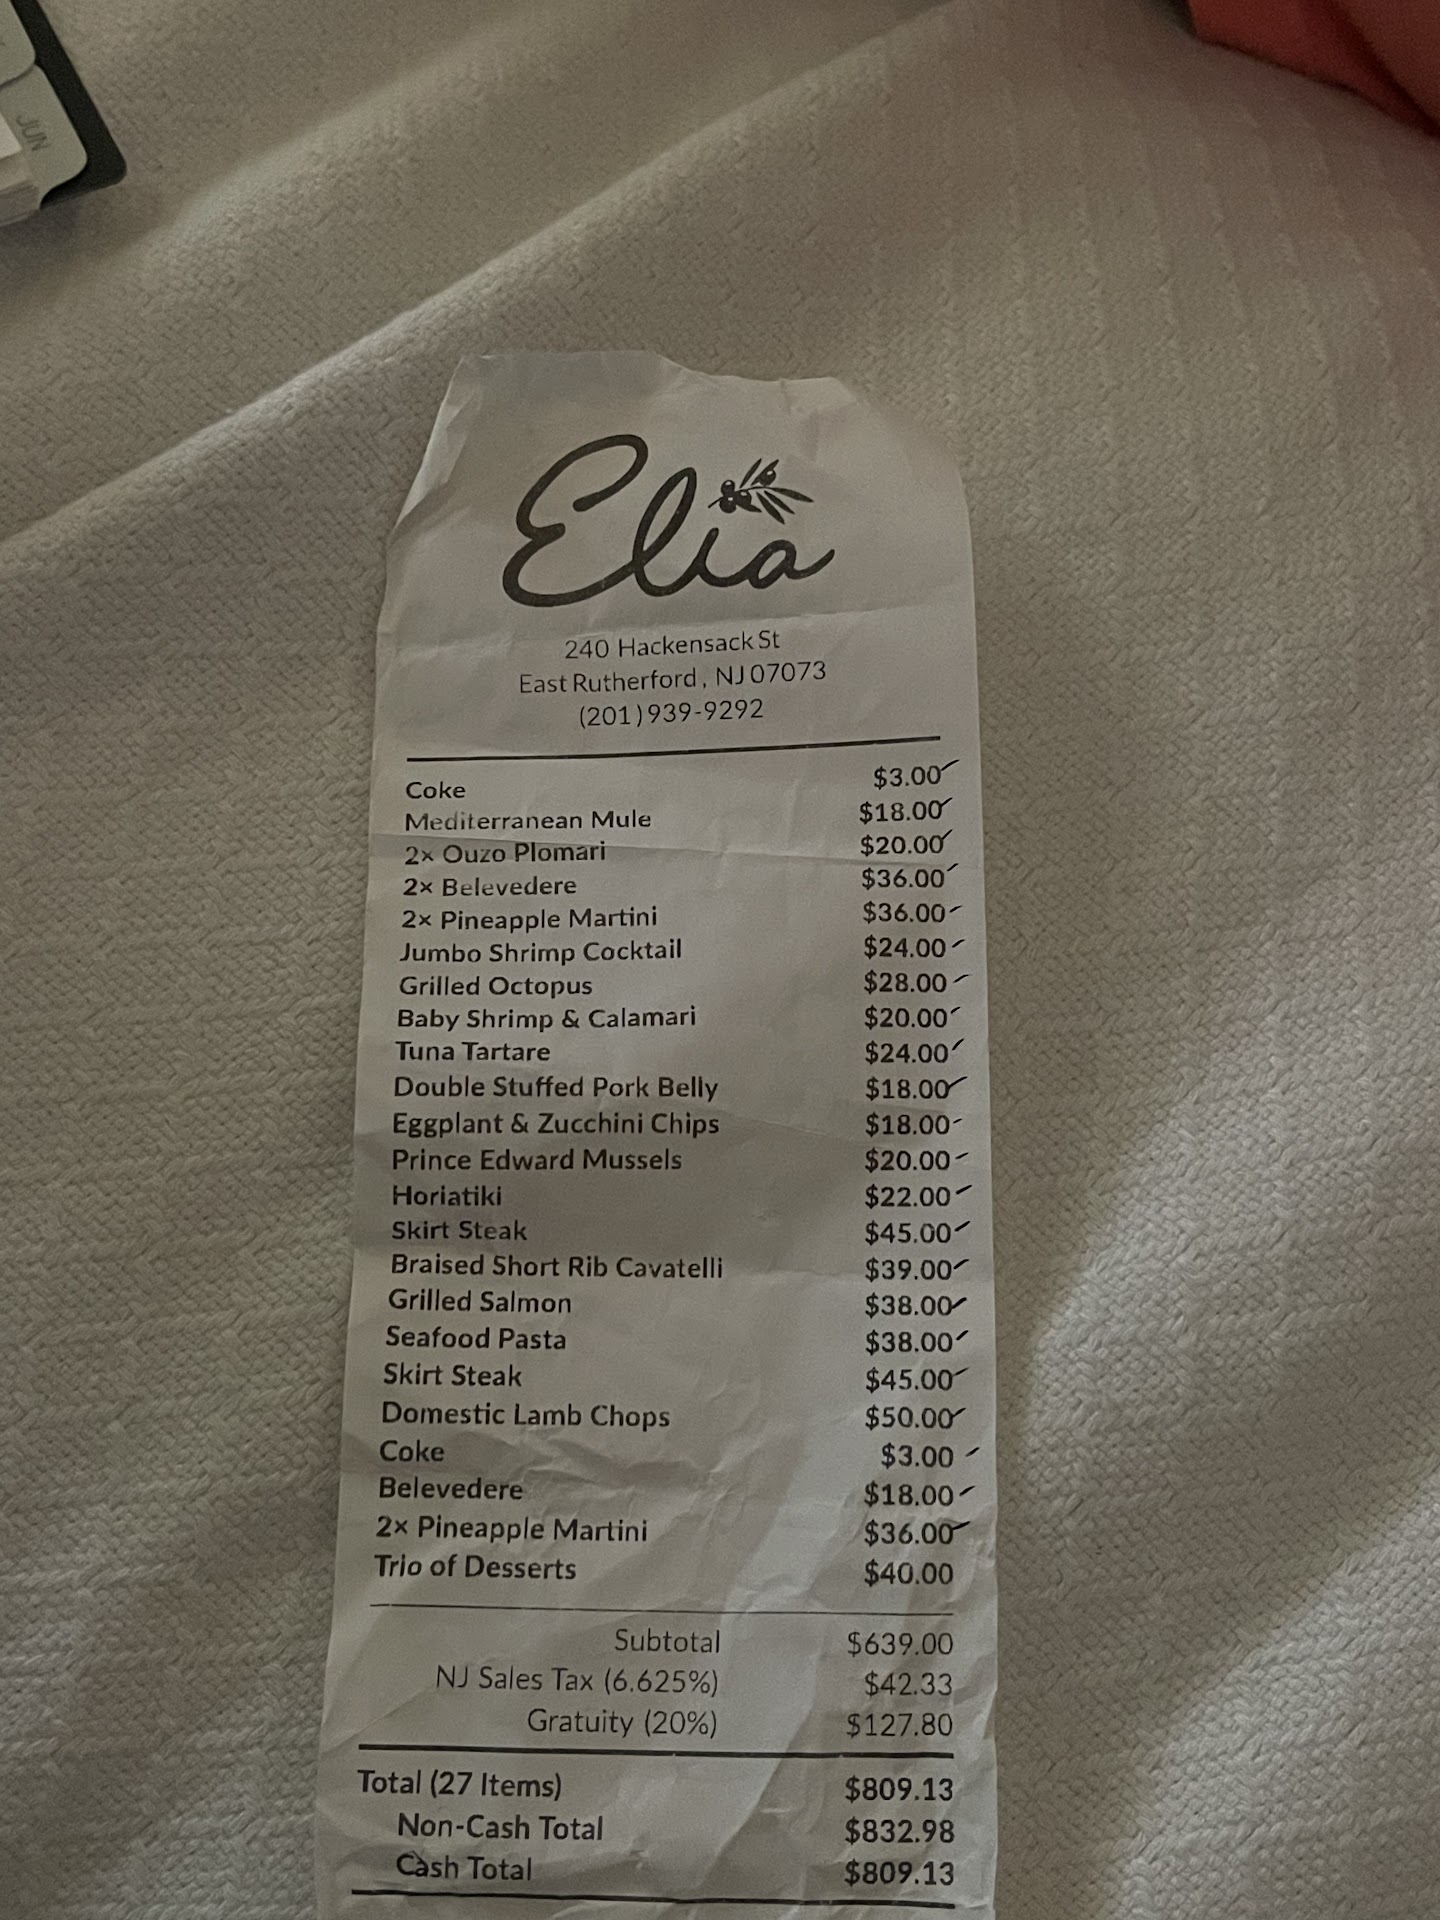 JUN
Elia
240 Hackensack St
East Rutherford, NJ 07073
(201) 939-9292
Coke $3.00
Mediterranean Mule $18.00
2x Ouzo Plomari $20.00
2x Belevedere $36.00
2x Pineapple Martini $36.00
Jumbo Shrimp Cocktail $24.00
Grilled Octopus $28.00
Baby Shrimp & Calamari $20.00
Tuna Tartare $24.00
Double Stuffed Pork Belly $18.00
Eggplant & Zucchini Chips $18.00
Prince Edward Mussels $20.00
Horiatiki $22.00
Skirt Steak $45.00
Braised Short Rib Cavatelli $39.00
Grilled Salmon $38.00
Seafood Pasta $38.00
Skirt Steak $45.00
Domestic Lamb Chops $50.00
Coke $3.00
Belevedere $18.00
2x Pineapple Martini $36.00
Trio of Desserts $40.00
Subtotal $639.00
NJ Sales Tax (6.625%) $42.33
Gratuity (20%) $127.80
Total (27 Items) $809.13
Non-Cash Total $832.98
Cash Total $809.13